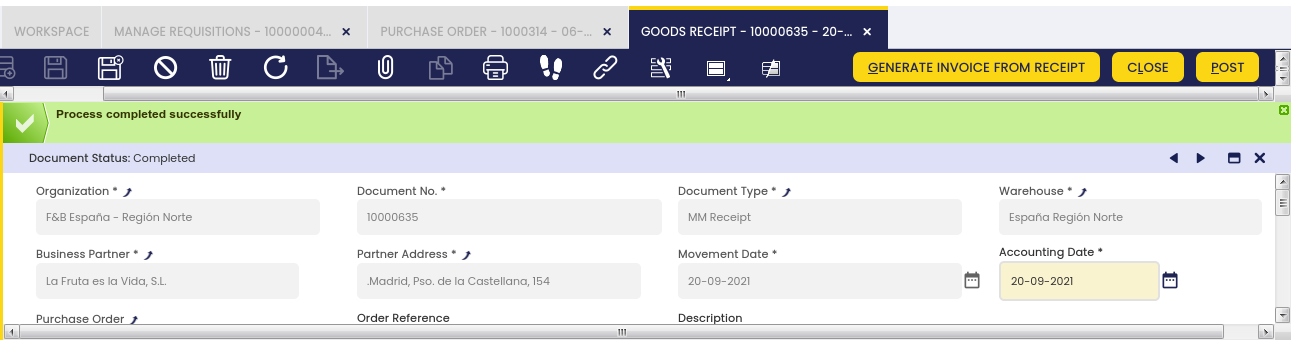 WORKSPACE MANAGE REQUISITIONS - 10000004... PURCHASE ORDER - 1000314 - 06-... GOODS RECEIPT - 10000635 - 20-...
GENERATE INVOICE FROM RECEIPT CLOSE POST
Process completed successfully
Document Status: Completed
Organization * Document No. * Document Type * Warehouse *
F&B España - Región Norte 10000635 MM Receipt España Región Norte
Business Partner * Partner Address * Movement Date * Accounting Date *
La Fruta es la Vida, S.L. .Madrid, Pso. de la Castellana, 154 20-09-2021 20-09-2021
Purchase Order Order Reference Description